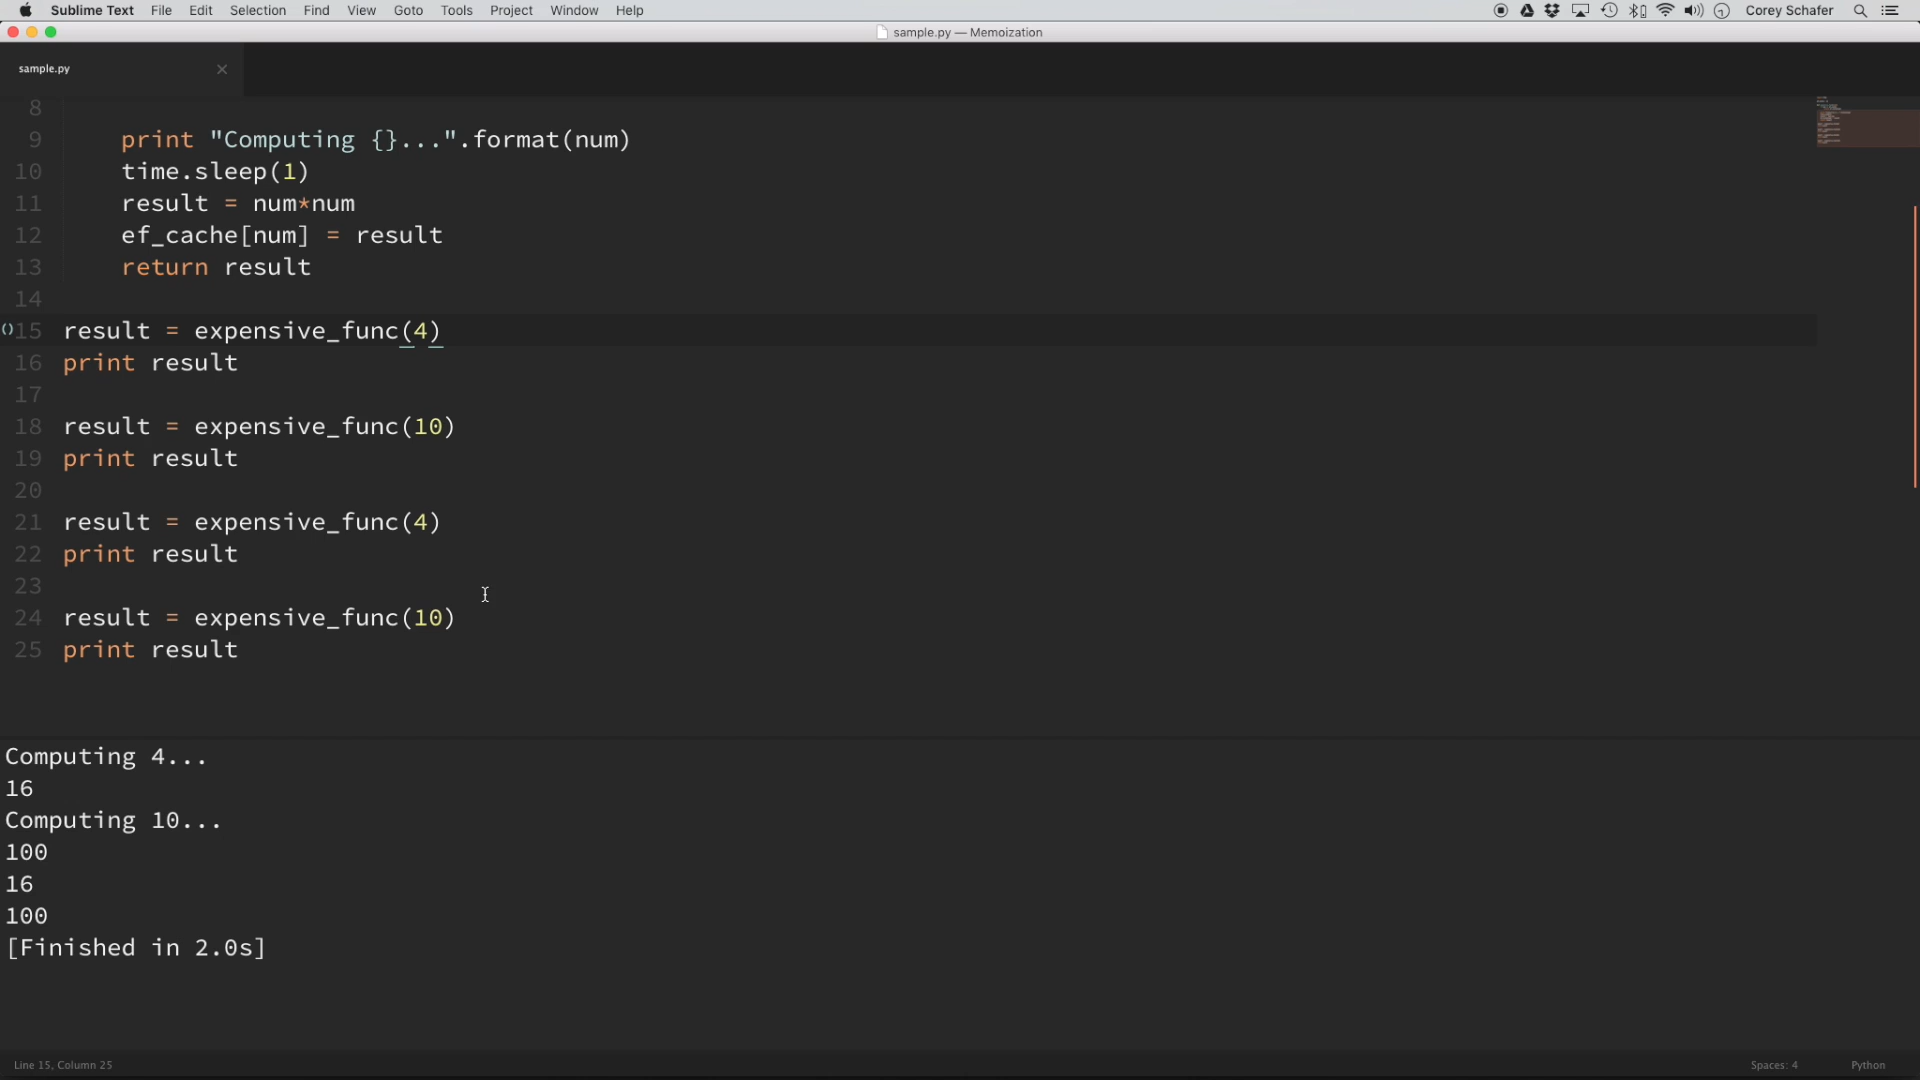 Sublime Text File Edit Selection Find View Goto Tools Project Window Help Corey Schafer
sample.py — Memoization
sample.py
8
9 print "Computing {}...".format(num)
10 time.sleep(1)
11 result = num*num
12 ef_cache[num] = result
13 return result
14
15 result = expensive_func(4)
16 print result
17
18 result = expensive_func(10)
19 print result
20
21 result = expensive_func(4)
22 print result
23
24 result = expensive_func(10)
25 print result
Computing 4...
16
Computing 10...
100
16
100
[Finished in 2.0s]
Line 15, Column 25 Spaces: 4 Python